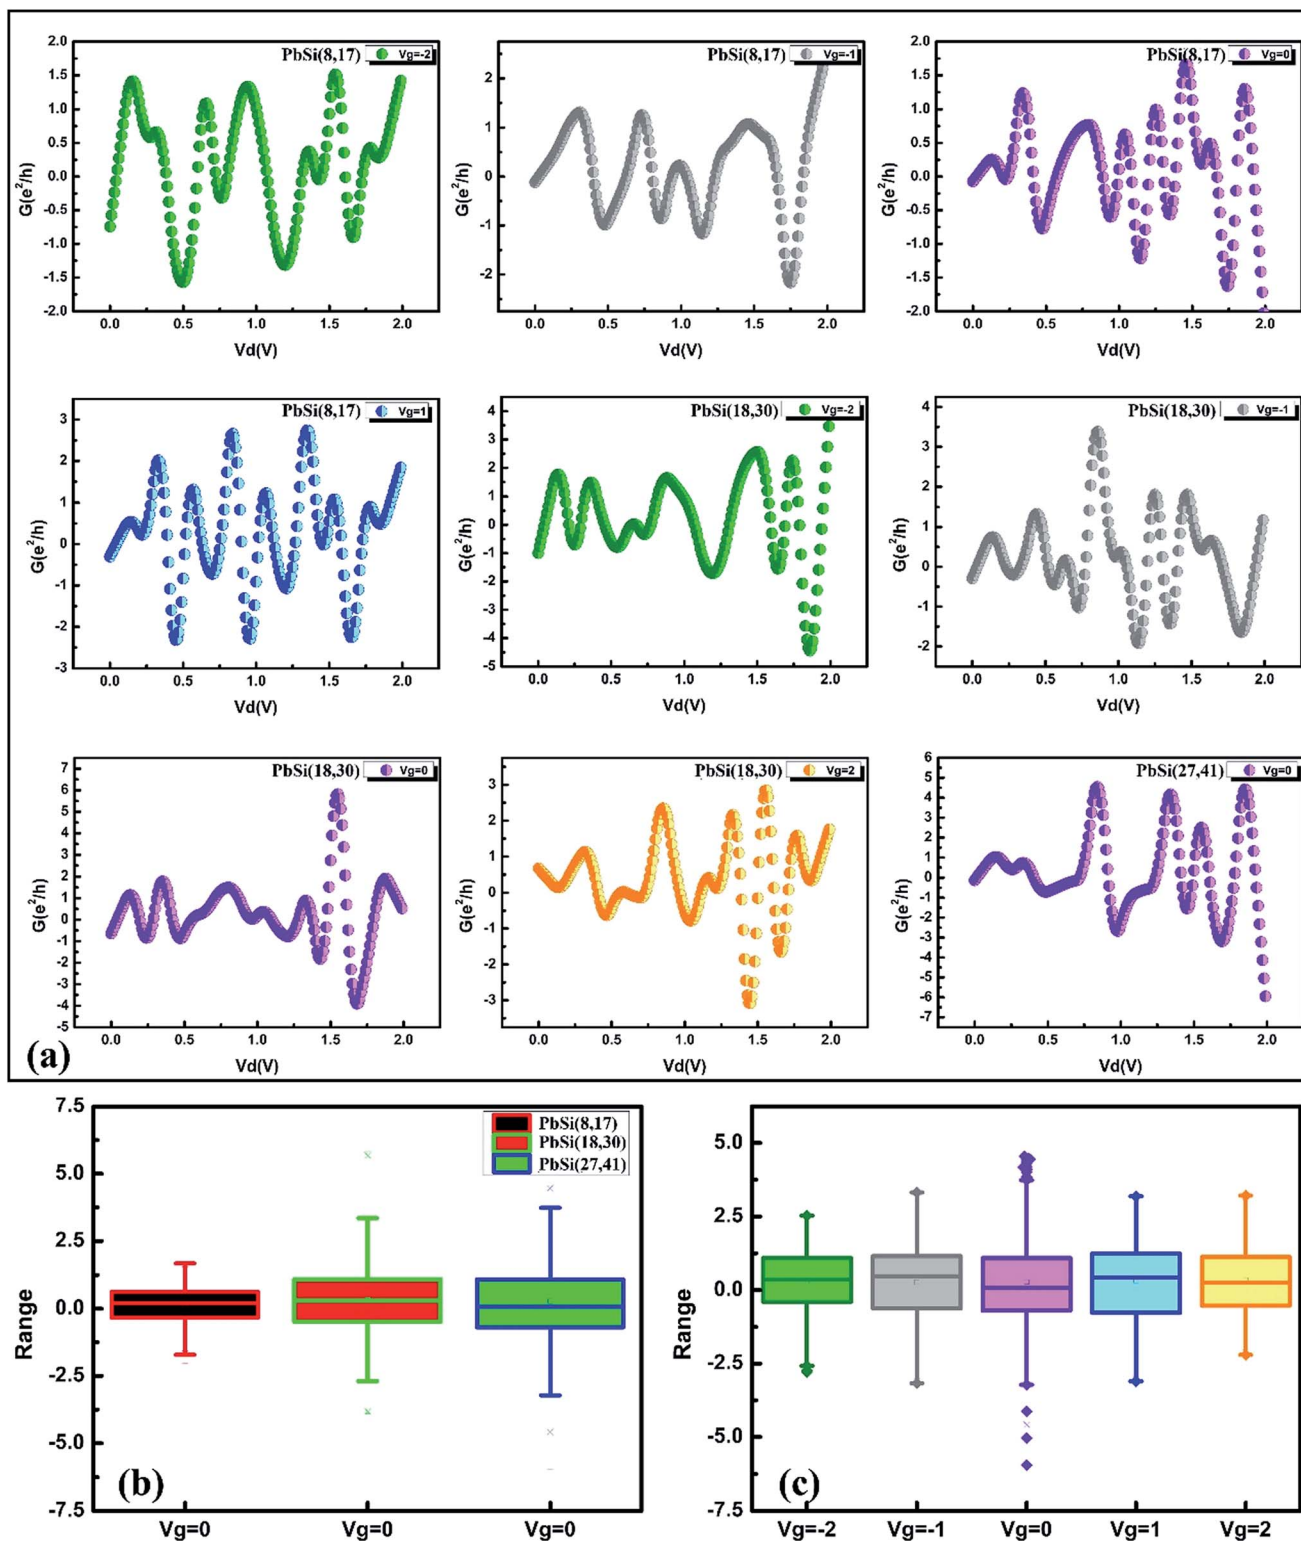 PbSi(8,17) Vg=-2
2.0
1.5
1.0
0.5
0.0
-0.5
-1.0
-1.5
-2.0
G(e²/h)
0.0 0.5 1.0 1.5 2.0
Vd(V)
PbSi(8,17) Vg=-1
2
1
0
-1
-2
G(e²/h)
0.0 0.5 1.0 1.5 2.0
Vd(V)
PbSi(8,17) Vg=0
2.0
1.5
1.0
0.5
0.0
-0.5
-1.0
-1.5
-2.0
G(e²/h)
0.0 0.5 1.0 1.5 2.0
Vd(V)
PbSi(8,17) Vg=1
3
2
1
0
-1
-2
-3
G(e²/h)
0.0 0.5 1.0 1.5 2.0
Vd(V)
PbSi(18,30) Vg=-2
4
3
2
1
0
-1
-2
-3
-4
-5
G(e²/h)
0.0 0.5 1.0 1.5 2.0
Vd(V)
PbSi(18,30) Vg=-1
4
3
2
1
0
-1
-2
G(e²/h)
0.0 0.5 1.0 1.5 2.0
Vd(V)
PbSi(18,30) Vg=0
7
6
5
4
3
2
1
0
-1
-2
-3
-4
-5
G(e²/h)
0.0 0.5 1.0 1.5 2.0
Vd(V)
PbSi(18,30) Vg=2
3
2
1
0
-1
-2
-3
G(e²/h)
0.0 0.5 1.0 1.5 2.0
Vd(V)
PbSi(27,41) Vg=0
6
5
4
3
2
1
0
-1
-2
-3
-4
-5
-6
-7
G(e²/h)
0.0 0.5 1.0 1.5 2.0
Vd(V)
(a)
7.5
5.0
2.5
0.0
-2.5
-5.0
-7.5
Range
PbSi(8,17)
PbSi(18,30)
PbSi(27,41)
(b)
Vg=0 Vg=0 Vg=0
5.0
2.5
0.0
-2.5
-5.0
-7.5
Range
(c)
Vg=-2 Vg=-1 Vg=0 Vg=1 Vg=2